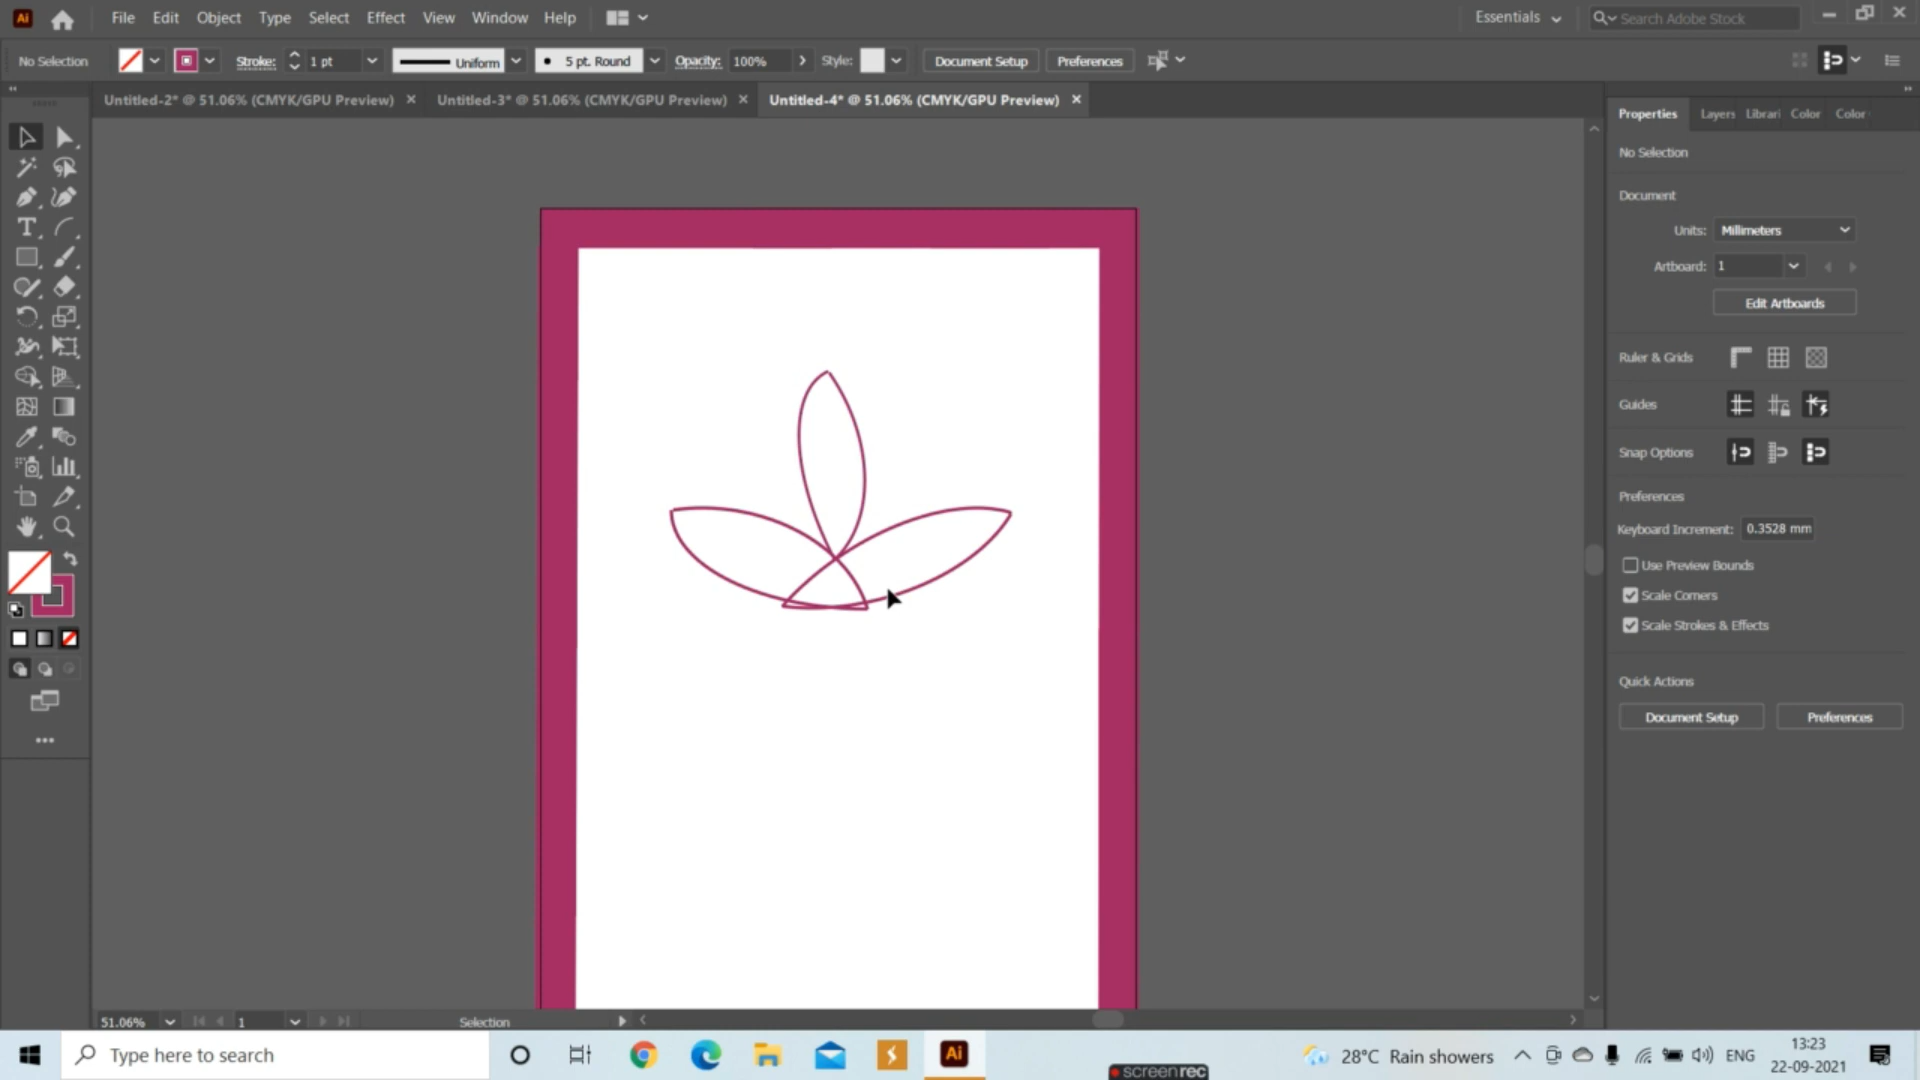 Ai File Edit Object Type Select Effect View Window Help Essentials Search Adobe Stock
No Selection Stroke: 1 pt Uniform 5 pt. Round Opacity: 100% Style: Document Setup Preferences
Untitled-2* @ 51.06% (CMYK/GPU Preview) Untitled-3* @ 51.06% (CMYK/GPU Preview) Untitled-4* @ 51.06% (CMYK/GPU Preview)
Properties Layers Librari Color Color
No Selection
Document
Units: Millimeters
Artboard: 1
Edit Artboards
Ruler & Grids
Guides
Snap Options
Preferences
Keyboard Increment: 0.3528 mm
Use Preview Bounds
Scale Corners
Scale Strokes & Effects
Quick Actions
Document Setup Preferences
51.06% 1 Selection
Type here to search Ai 28°C Rain showers ENG 13:23
22-09-2021
screenrec